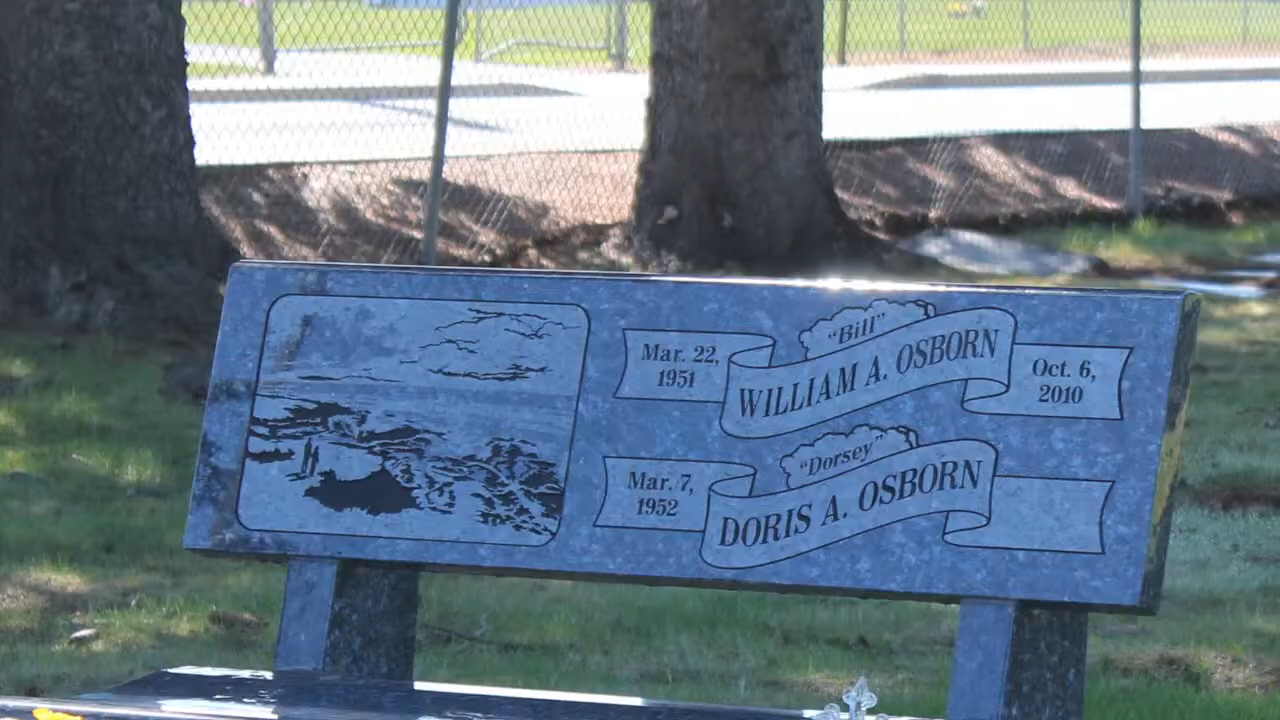 "Bill"
Mar. 22,
1951
WILLIAM A. OSBORN
Oct. 6,
2010
"Dorsey"
Mar. 7,
1952
DORIS A. OSBORN